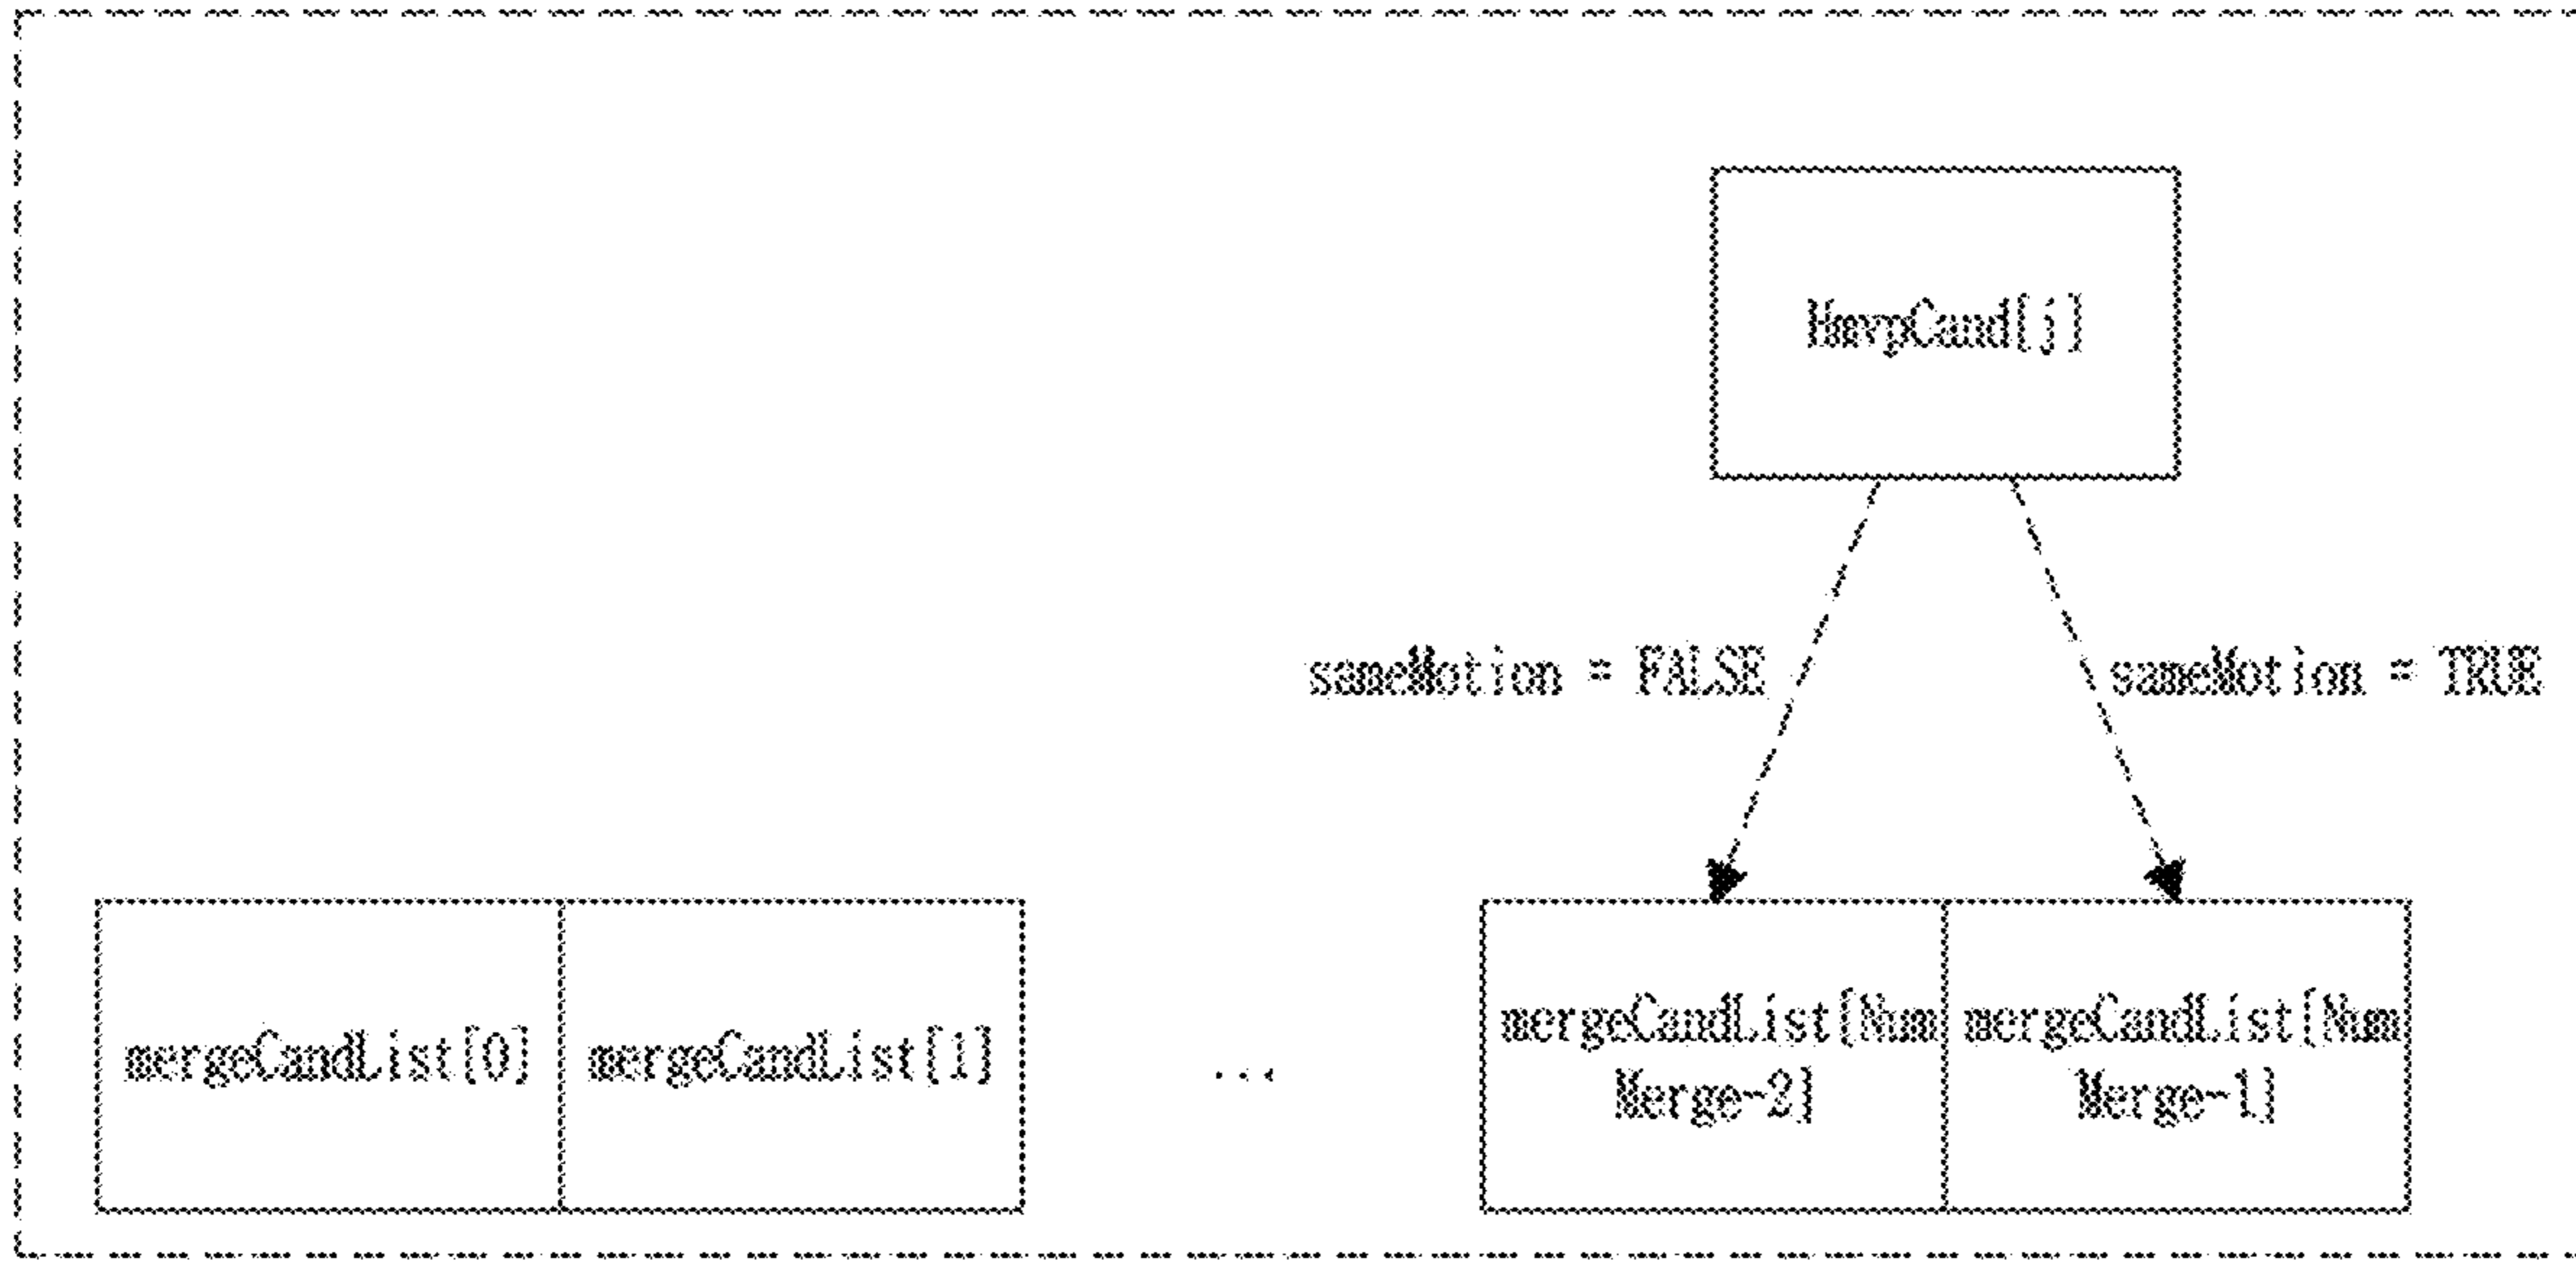 HmvpCand[j]
sameMotion = FALSE
sameMotion = TRUE
mergeCandList[0]
mergeCandList[1]
...
mergeCandList[Num
Merge-2]
mergeCandList[Num
Merge-1]